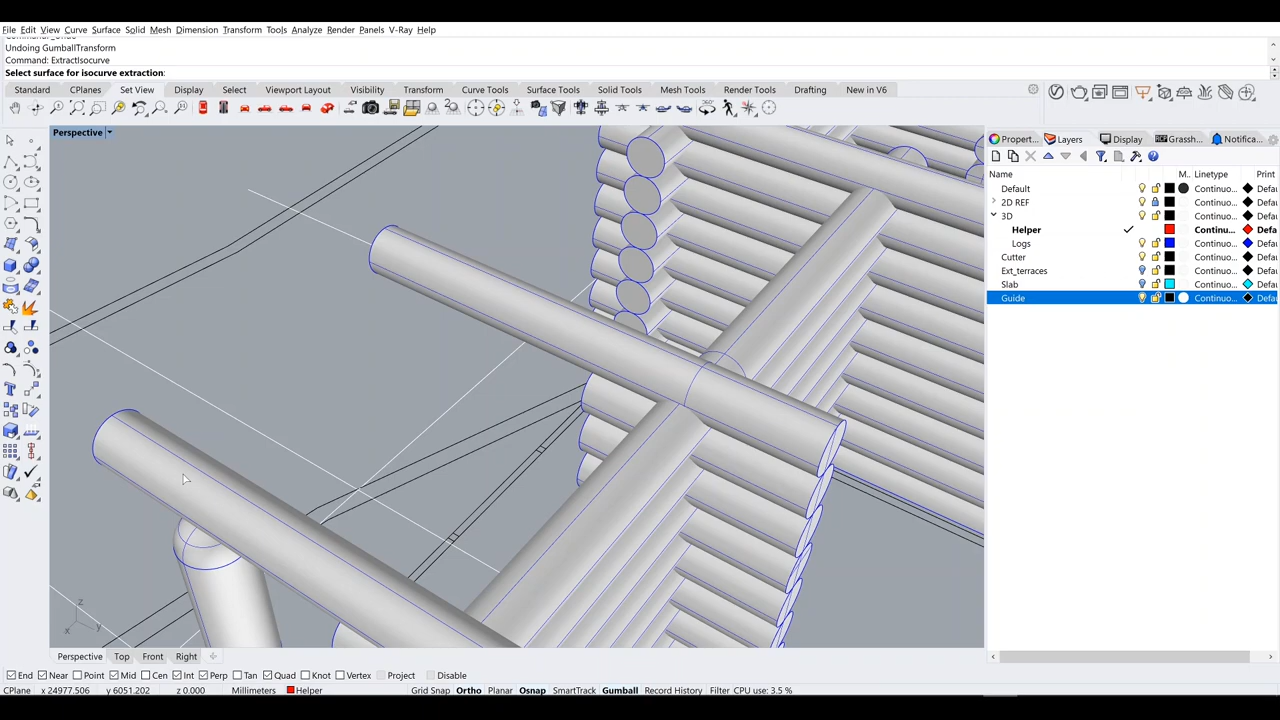 File Edit View Curve Surface Solid Mesh Dimension Transform Tools Analyze Render Panels V-Ray Help
Undoing GumballTransform
Command: ExtractIsocurve
Select surface for isocurve extraction:
Standard CPlanes Set View Display Select Viewport Layout Visibility Transform Curve Tools Surface Tools Solid Tools Mesh Tools Render Tools Drafting New in V6
Perspective
Propert... Layers Display Grassh... Notifica...
Name M.. Linetype Print
Default Continuo... Defa
2D REF Continuo... Defa
3D Continuo... Defa
Helper Continu... Defa
Logs Continuo... Defa
Cutter Continuo... Defa
Ext_terraces Continuo... Defa
Slab Continuo... Defa
Guide Continuo... Defa
z
x y
Perspective Top Front Right
End Near Point Mid Cen Int Perp Tan Quad Knot Vertex Project Disable
CPlane x 24977.506 y 6051.202 z 0.000 Millimeters Helper Grid Snap Ortho Planar Osnap SmartTrack Gumball Record History Filter CPU use: 3.5 %